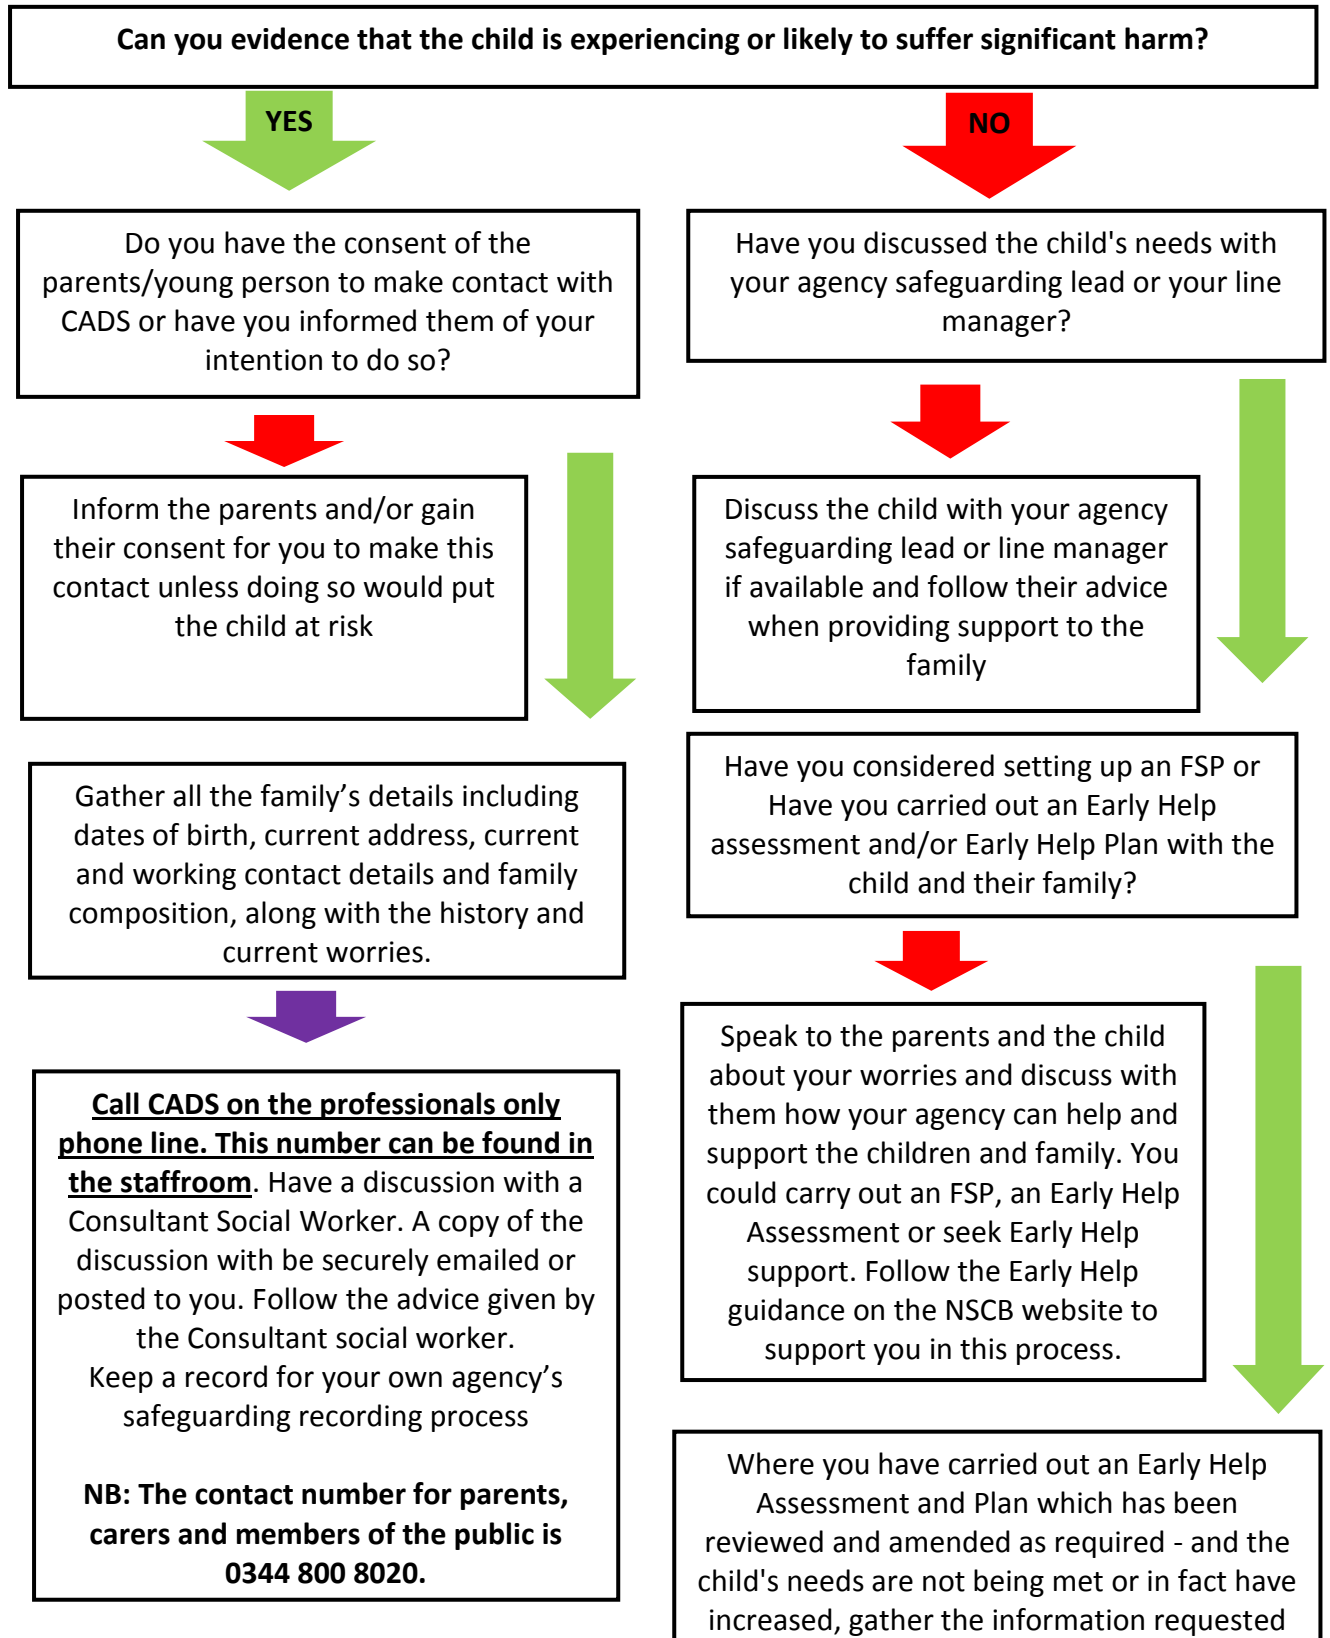 Can you evidence that the child is experiencing or likely to suffer significant harm?
YES
NO
Do you have the consent of the
parents/young person to make contact with
CADS or have you informed them of your
intention to do so?
Have you discussed the child's needs with
your agency safeguarding lead or your line
manager?
Inform the parents and/or gain
their consent for you to make this
contact unless doing so would put
the child at risk
Discuss the child with your agency
safeguarding lead or line manager
if available and follow their advice
when providing support to the
family
Gather all the family’s details including
dates of birth, current address, current
and working contact details and family
composition, along with the history and
current worries.
Have you considered setting up an FSP or
Have you carried out an Early Help
assessment and/or Early Help Plan with the
child and their family?
Call CADS on the professionals only
phone line. This number can be found in
the staffroom. Have a discussion with a
Consultant Social Worker. A copy of the
discussion with be securely emailed or
posted to you. Follow the advice given by
the Consultant social worker.
Keep a record for your own agency’s
safeguarding recording process
NB: The contact number for parents,
carers and members of the public is
0344 800 8020.
Speak to the parents and the child
about your worries and discuss with
them how your agency can help and
support the children and family. You
could carry out an FSP, an Early Help
Assessment or seek Early Help
support. Follow the Early Help
guidance on the NSCB website to
support you in this process.
Where you have carried out an Early Help
Assessment and Plan which has been
reviewed and amended as required - and the
child's needs are not being met or in fact have
increased, gather the information requested